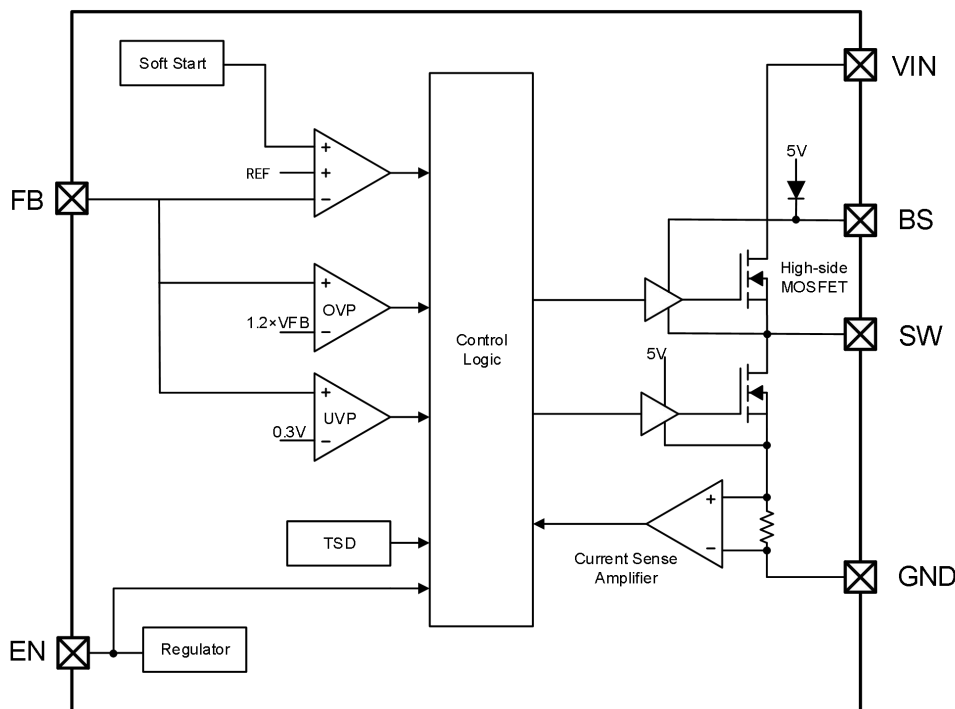 Soft Start
VIN
+
REF
+
−
FB
5V
BS
High-side
MOSFET
+
OVP
1.2×VFB
−
SW
Control
Logic
5V
+
UVP
0.3V
−
+
−
Current Sense
Amplifier
TSD
GND
EN
Regulator